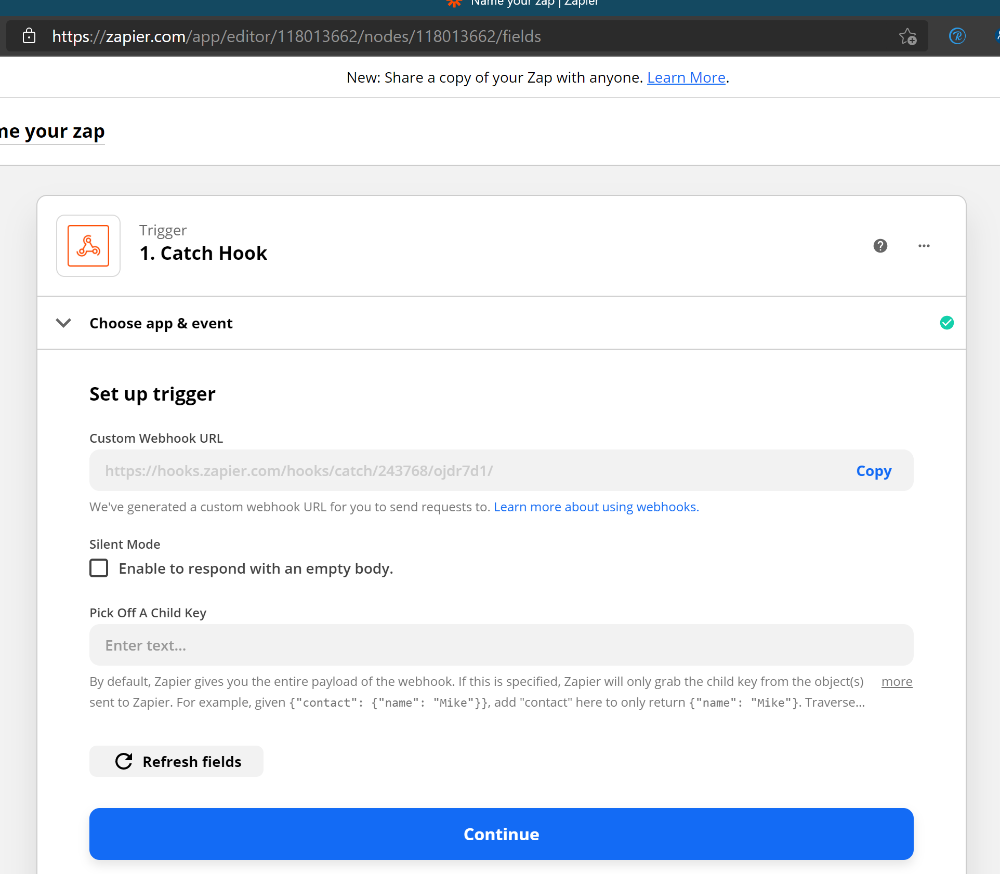 Name your zap | Zapier
https://zapier.com/app/editor/118013662/nodes/118013662/fields
New: Share a copy of your Zap with anyone. Learn More.
me your zap
Trigger
1. Catch Hook
Choose app & event
Set up trigger
Custom Webhook URL
https://hooks.zapier.com/hooks/catch/243768/ojdr7d1/
Copy
We've generated a custom webhook URL for you to send requests to. Learn more about using webhooks.
Silent Mode
Enable to respond with an empty body.
Pick Off A Child Key
Enter text...
By default, Zapier gives you the entire payload of the webhook. If this is specified, Zapier will only grab the child key from the object(s) more
sent to Zapier. For example, given {"contact": {"name": "Mike"}}, add "contact" here to only return {"name": "Mike"}. Traverse...
Refresh fields
Continue